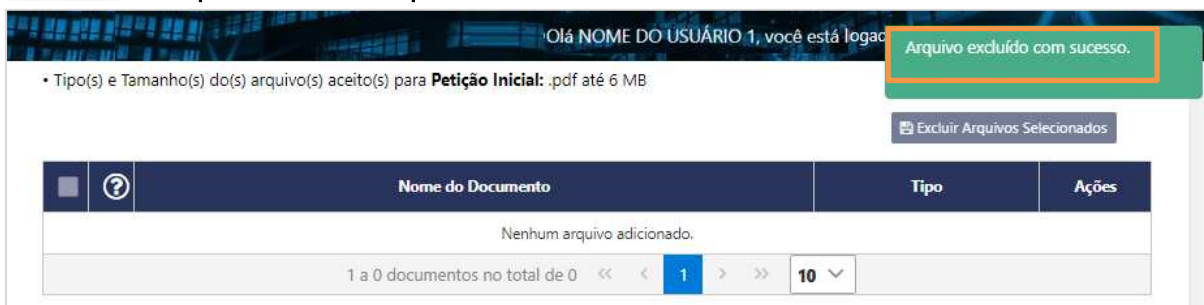 Olá NOME DO USUÁRIO 1, você está logad
Arquivo excluído com sucesso.
• Tipo(s) e Tamanho(s) do(s) arquivo(s) aceito(s) para Petição Inicial: .pdf até 6 MB
Excluir Arquivos Selecionados
Nome do Documento Tipo Ações
Nenhum arquivo adicionado.
1 a 0 documentos no total de 0 « < 1 > » 10